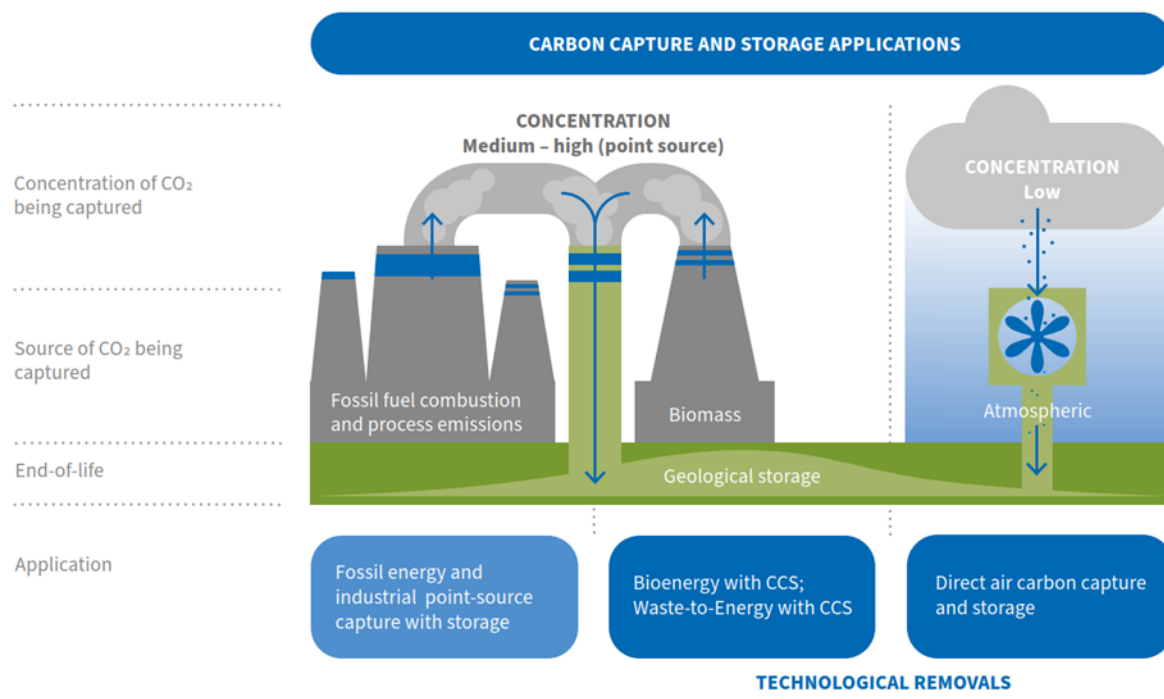 CARBON CAPTURE AND STORAGE APPLICATIONS
CONCENTRATION
Medium – high (point source)
CONCENTRATION
Low
Concentration of CO₂
being captured
Source of CO₂ being
captured
Fossil fuel combustion
and process emissions
Biomass
Atmospheric
End-of-life
Geological storage
Application
Fossil energy and
industrial point-source
capture with storage
Bioenergy with CCS;
Waste-to-Energy with CCS
Direct air carbon capture
and storage
TECHNOLOGICAL REMOVALS